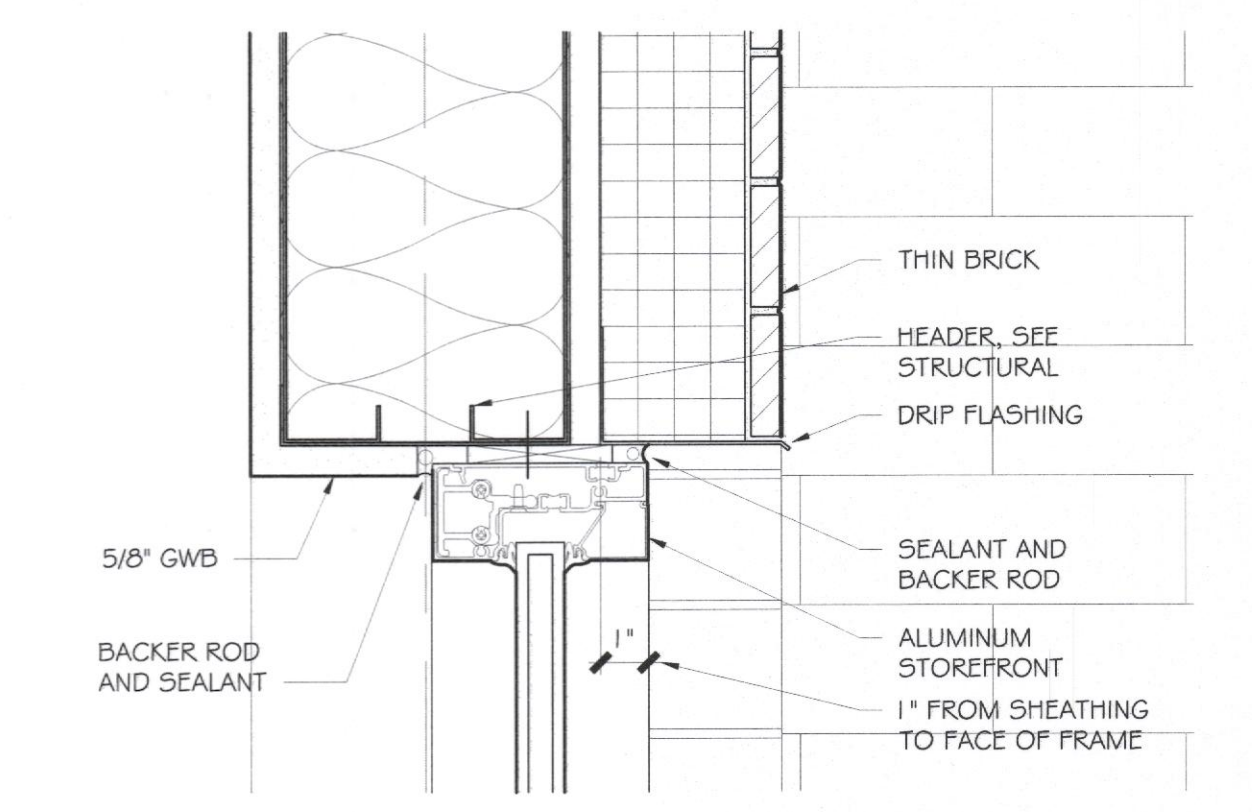 THIN BRICK
HEADER, SEE
STRUCTURAL
DRIP FLASHING
5/8" GWB
SEALANT AND
BACKER ROD
1"
BACKER ROD
AND SEALANT
ALUMINUM
STOREFRONT
1" FROM SHEATHING
TO FACE OF FRAME